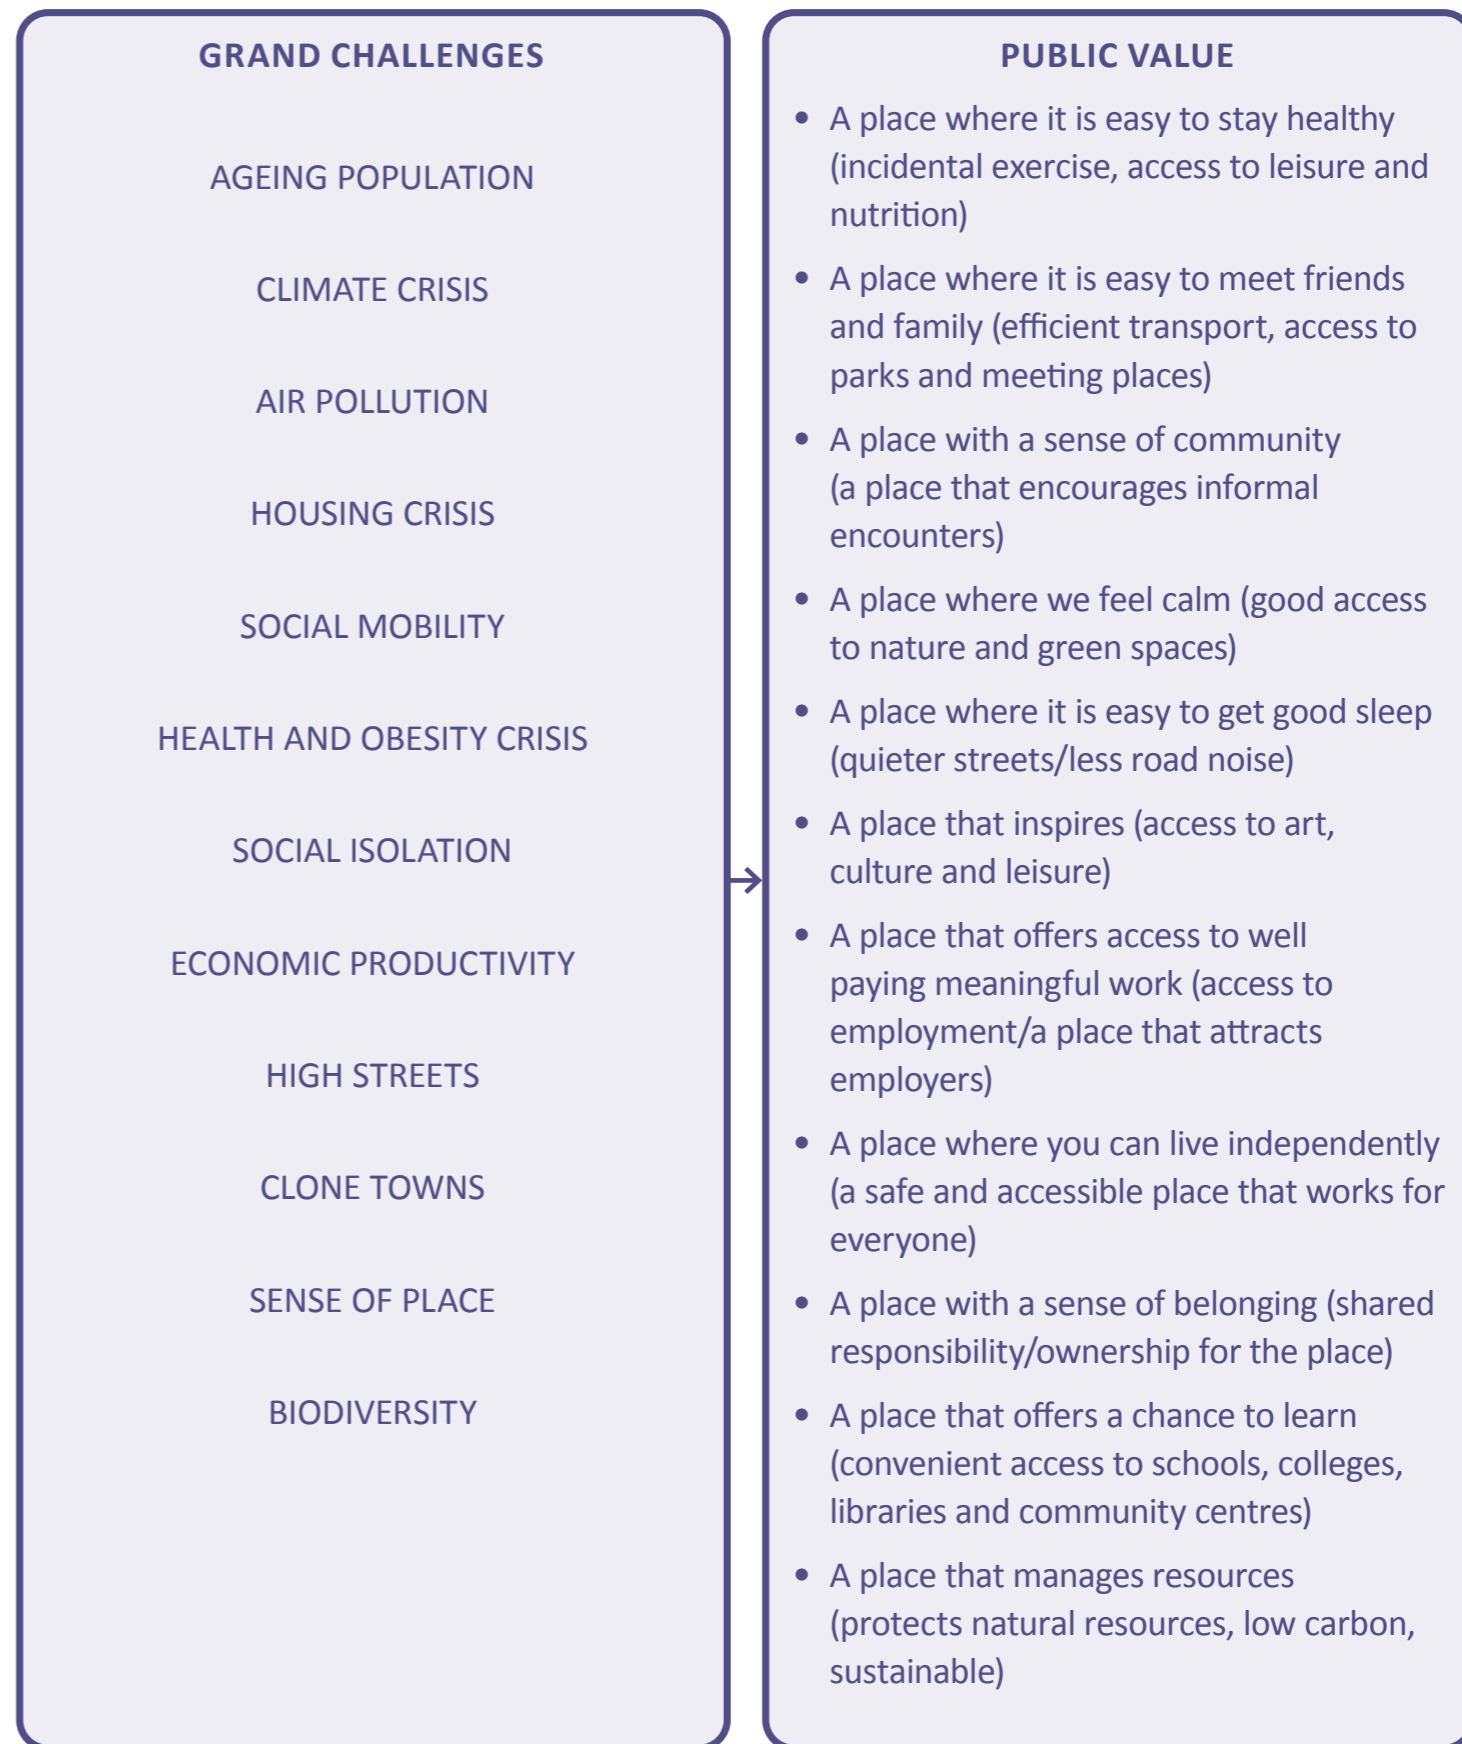 GRAND CHALLENGES
AGEING POPULATION
CLIMATE CRISIS
AIR POLLUTION
HOUSING CRISIS
SOCIAL MOBILITY
HEALTH AND OBESITY CRISIS
SOCIAL ISOLATION
ECONOMIC PRODUCTIVITY
HIGH STREETS
CLONE TOWNS
SENSE OF PLACE
BIODIVERSITY
PUBLIC VALUE
• A place where it is easy to stay healthy
(incidental exercise, access to leisure and
nutrition)
• A place where it is easy to meet friends
and family (efficient transport, access to
parks and meeting places)
• A place with a sense of community
(a place that encourages informal
encounters)
• A place where we feel calm (good access
to nature and green spaces)
• A place where it is easy to get good sleep
(quieter streets/less road noise)
• A place that inspires (access to art,
culture and leisure)
• A place that offers access to well
paying meaningful work (access to
employment/a place that attracts
employers)
• A place where you can live independently
(a safe and accessible place that works for
everyone)
• A place with a sense of belonging (shared
responsibility/ownership for the place)
• A place that offers a chance to learn
(convenient access to schools, colleges,
libraries and community centres)
• A place that manages resources
(protects natural resources, low carbon,
sustainable)